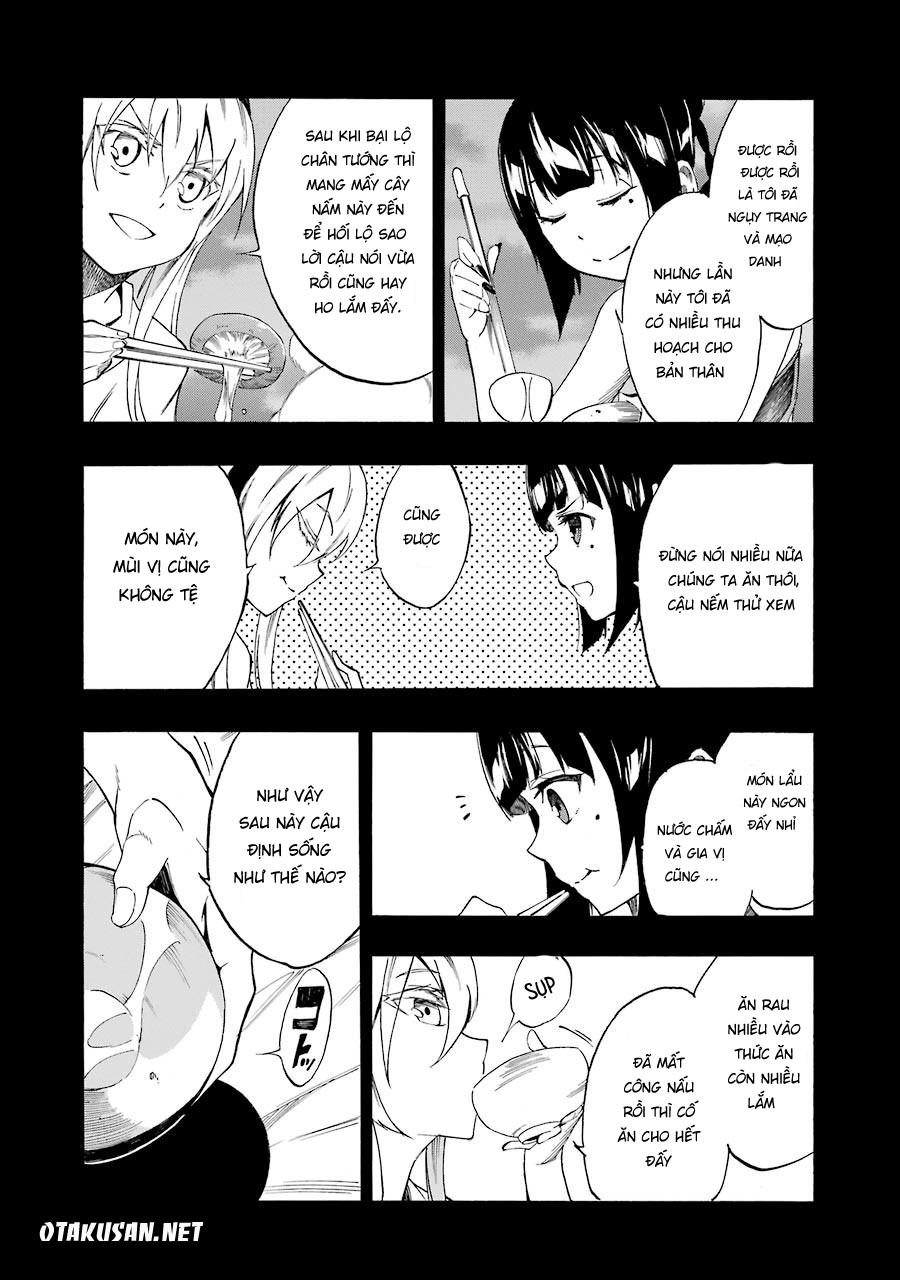 ĐƯỢC RỒI
ĐƯỢC RỒI
LÀ TÔI ĐÃ
NGỤY TRANG
VÀ MẠO
DANH
NHƯNG LẦN
NÀY TÔI ĐÃ
CÓ NHIỀU THU
HOẠCH CHO
BẢN THÂN
SAU KHI BẠI LỘ
CHÂN TƯỚNG THÌ
MANG MẤY CÂY
NẤM NÀY ĐẾN
ĐỂ HỐI LỘ SAO
LỜI CẬU NÓI VỪA
RỒI CŨNG HAY
HO LẮM ĐẤY.
ĐỪNG NÓI NHIỀU NỮA
CHÚNG TA ĂN THÔI,
CẬU NẾM THỬ XEM
CŨNG
ĐƯỢC
MÓN NÀY,
MÙI VỊ CŨNG
KHÔNG TỆ
MÓN LẨU
NÀY NGON
ĐẤY NHỈ
NƯỚC CHẤM
VÀ GIA VỊ
CŨNG ...
ĂN RAU
NHIỀU VÀO
THỨC ĂN
CÒN NHIỀU
LẮM
ĐÃ MẤT
CÔNG NẤU
RỒI THÌ CỐ
ĂN CHO HẾT
ĐẤY
SỤP
NHƯ VẬY
SAU NÀY CẬU
ĐỊNH SỐNG
NHƯ THẾ NÀO?
コトッ
OTAKUSAN.NET